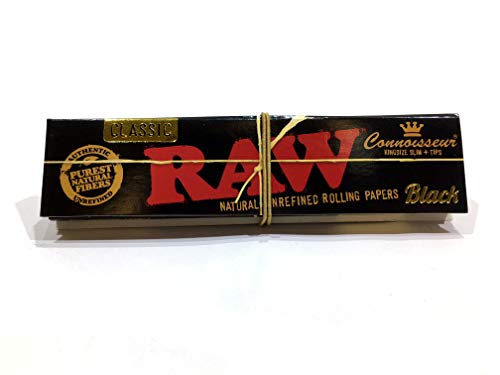 CLASSIC
AUTHENTIC
PUREST
NATURAL
FIBERS
UNREFINED
RAW
NATURAL UNREFINED ROLLING PAPERS
Connoisseur
KINGSIZE SLIM + TIPS
Black